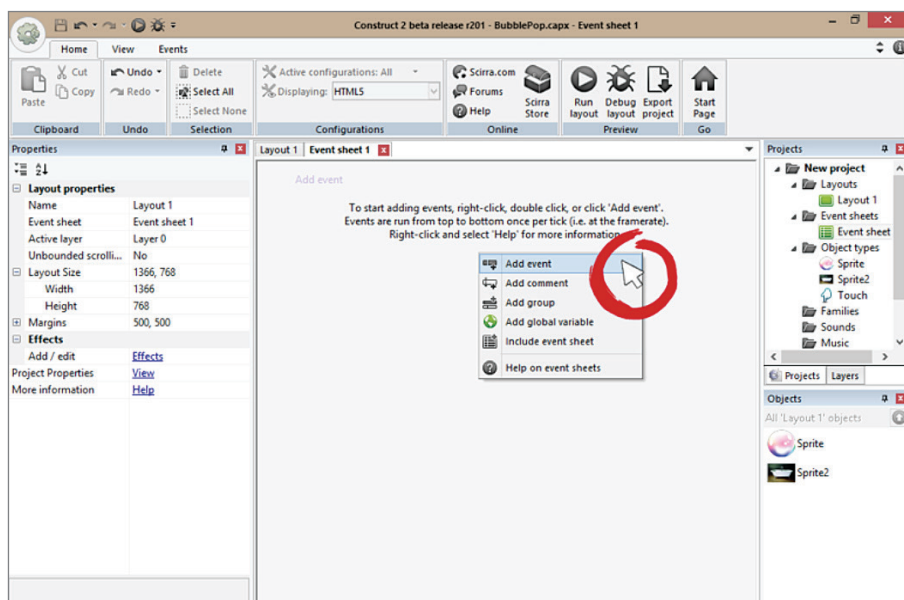 Construct 2 beta release r201 - BubblePop.capx - Event sheet 1
Home View Events
Paste
Cut
Copy
Clipboard
Undo
Redo
Undo
Delete
Select All
Select None
Selection
Active configurations: All
Displaying: HTML5
Configurations
Scirra.com
Forums
Help
Scirra
Store
Online
Run
layout
Debug
layout
Export
project
Preview
Start
Page
Go
Properties
Layout properties
Name Layout 1
Event sheet Event sheet 1
Active layer Layer 0
Unbounded scrolli... No
Layout Size 1366, 768
Width 1366
Height 768
Margins 500, 500
Effects
Add / edit Effects
Project Properties View
More information Help
Layout 1 Event sheet 1
Add event
To start adding events, right-click, double click, or click 'Add event'.
Events are run from top to bottom once per tick (i.e. at the framerate).
Right-click and select 'Help' for more information.
Add event
Add comment
Add group
Add global variable
Include event sheet
Help on event sheets
Projects
New project
Layouts
Layout 1
Event sheets
Event sheet
Object types
Sprite
Sprite2
Touch
Families
Sounds
Music
Projects Layers
Objects
All 'Layout 1' objects
Sprite
Sprite2